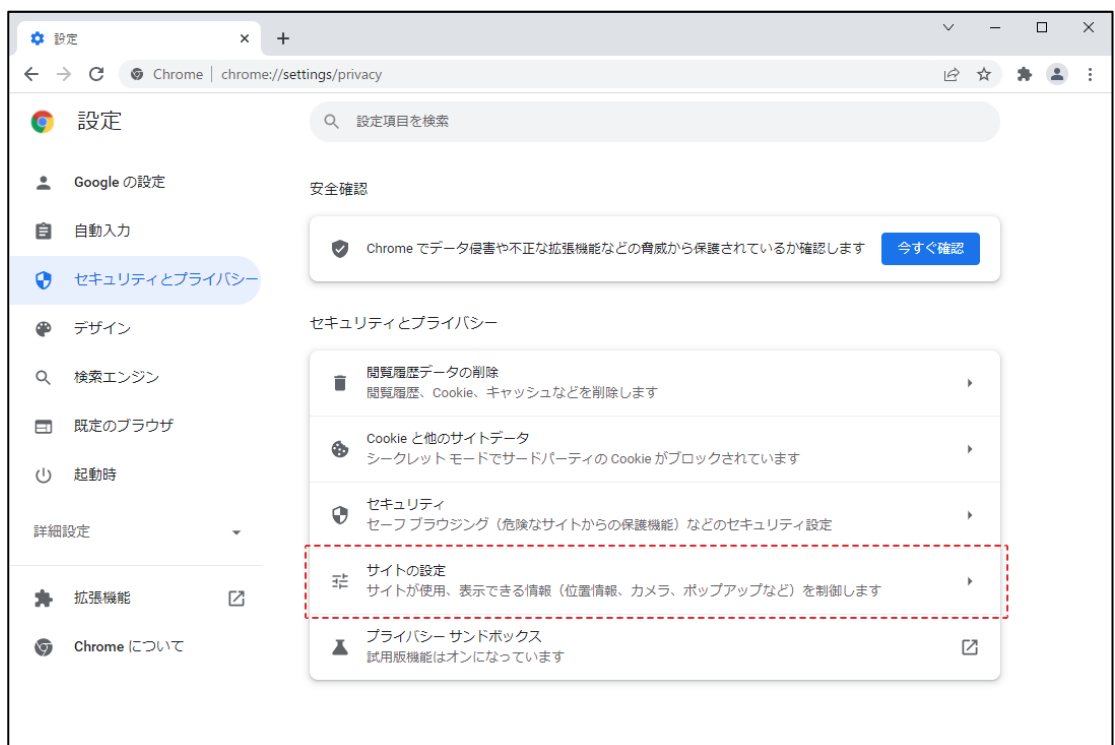 設定
Chrome | chrome://settings/privacy
設定
設定項目を検索
Google の設定
自動入力
セキュリティとプライバシー
デザイン
検索エンジン
既定のブラウザ
起動時
詳細設定
拡張機能
Chrome について
安全確認
Chrome でデータ侵害や不正な拡張機能などの脅威から保護されているか確認します
今すぐ確認
セキュリティとプライバシー
閲覧履歴データの削除
閲覧履歴、Cookie、キャッシュなどを削除します
Cookie と他のサイトデータ
シークレット モードでサードパーティの Cookie がブロックされています
セキュリティ
セーフ ブラウジング（危険なサイトからの保護機能）などのセキュリティ設定
サイトの設定
サイトが使用、表示できる情報（位置情報、カメラ、ポップアップなど）を制御します
プライバシー サンドボックス
試用版機能はオンになっています